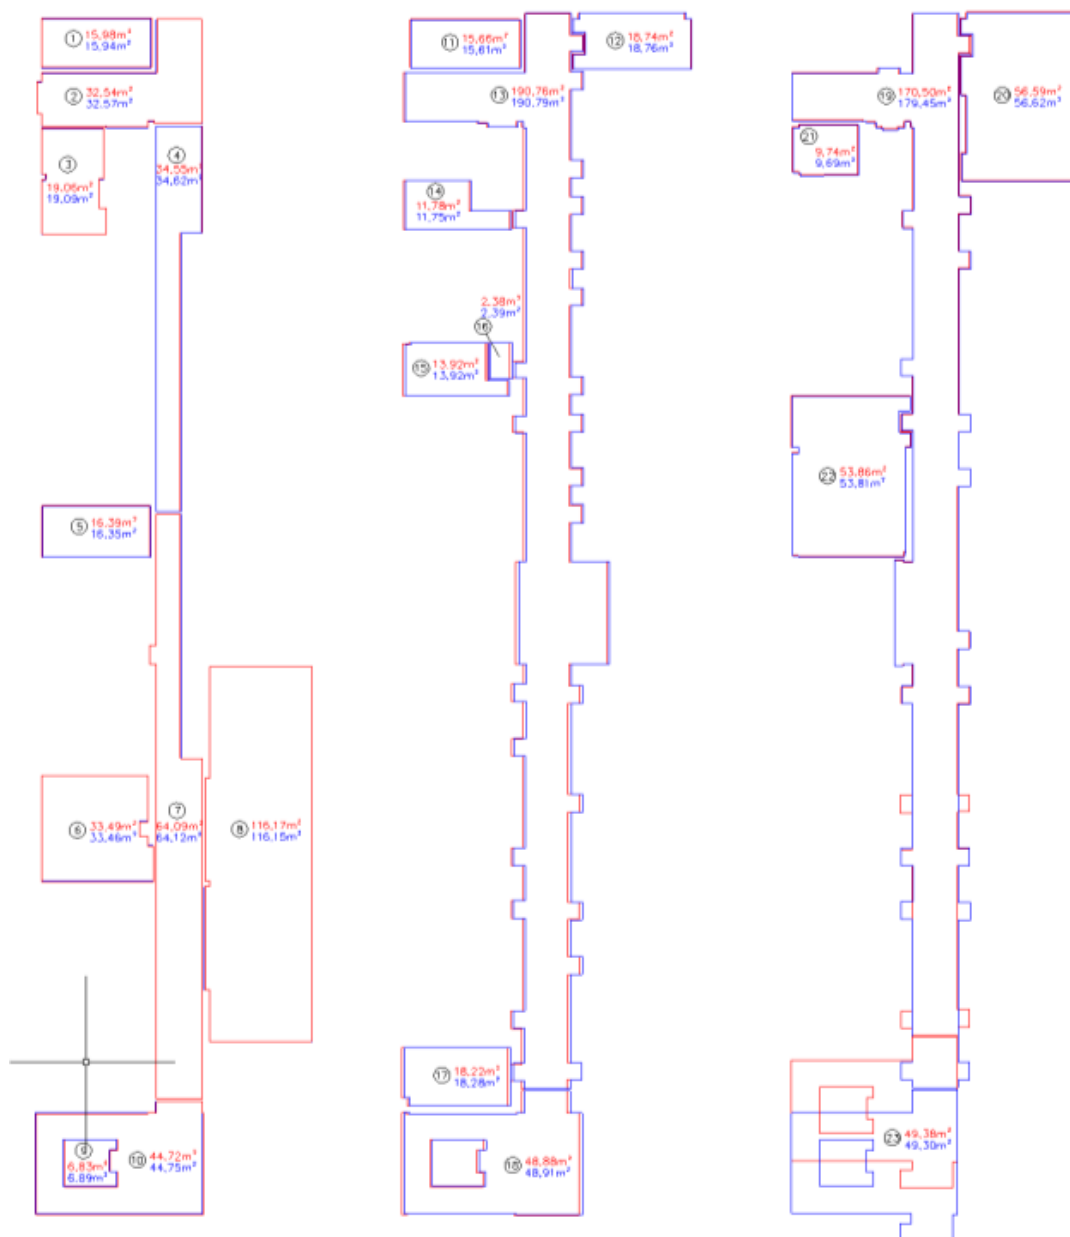 1 15,98m²
15,94m²
2 32,54m²
32,57m²
3
19,06m²
19,09m²
4
34,55m²
34,62m²
5 16,39m²
16,35m²
6 33,49m²
33,46m²
7
64,09m²
64,12m²
8 116,17m²
116,15m²
9
6,83m²
6,89m²
10 44,72m²
44,75m²
11 15,66m²
15,61m²
12 18,74m²
18,76m²
13 190,76m²
190,79m²
14
11,78m²
11,75m²
2,38m²
2,39m²
16
15 13,92m²
13,92m²
17 18,22m²
18,28m²
18 48,88m²
48,91m²
19 170,50m²
179,45m²
20 56,59m²
56,62m²
21
9,74m²
9,69m²
22 53,86m²
53,81m²
23 49,38m²
49,30m²